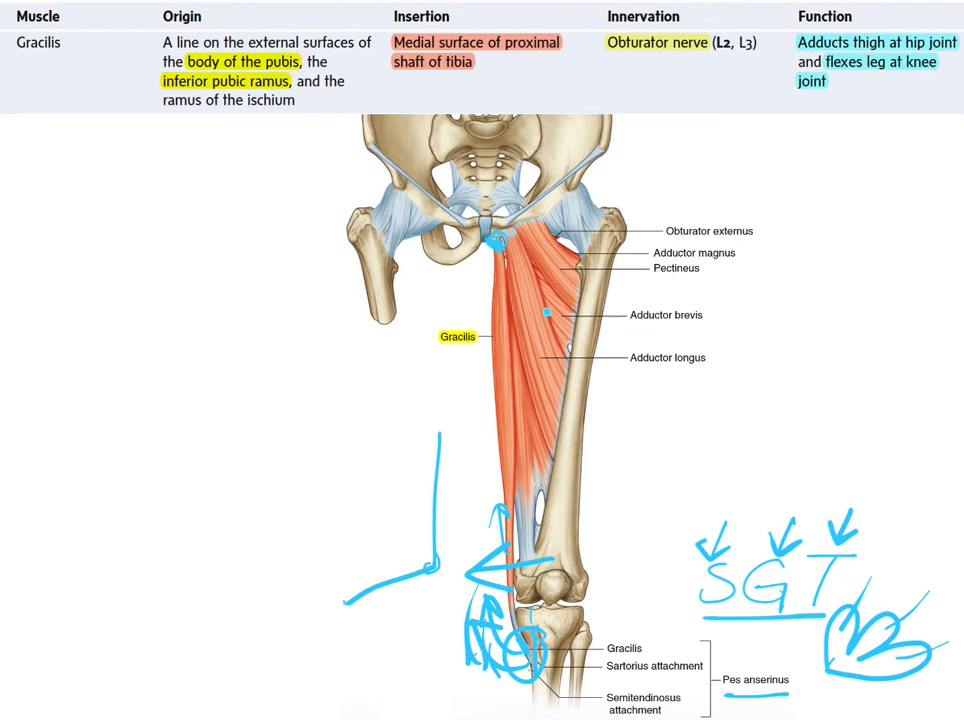 Muscle Origin Insertion Innervation Function
Gracilis A line on the external surfaces of Medial surface of proximal Obturator nerve (L2, L3) Adducts thigh at hip joint
the body of the pubis, the shaft of tibia and flexes leg at knee
inferior pubic ramus, and the joint
ramus of the ischium
Obturator externus
Adductor magnus
Pectineus
Adductor brevis
Gracilis
Adductor longus
SGT
Gracilis
Sartorius attachment
Pes anserinus
Semitendinosus
attachment